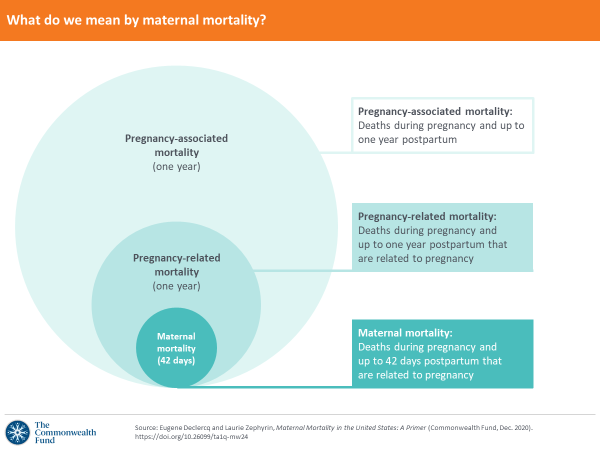 What do we mean by maternal mortality?
Pregnancy-associated
mortality
(one year)
Pregnancy-related
mortality
(one year)
Maternal
mortality
(42 days)
Pregnancy-associated mortality:
Deaths during pregnancy and up to
one year postpartum
Pregnancy-related mortality:
Deaths during pregnancy and
up to one year postpartum that
are related to pregnancy
Maternal mortality:
Deaths during pregnancy and
up to 42 days postpartum that
are related to pregnancy
The
Commonwealth
Fund
Source: Eugene Declercq and Laurie Zephyrin, Maternal Mortality in the United States: A Primer (Commonwealth Fund, Dec. 2020).
https://doi.org/10.26099/ta1q-mw24